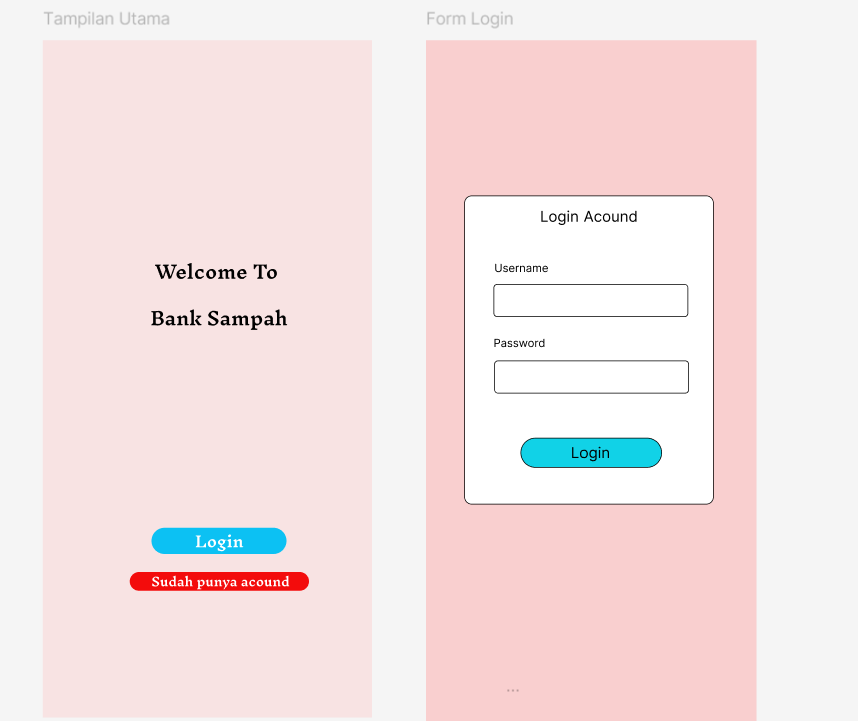 Tampilan Utama
Welcome To
Bank Sampah
Login
Sudah punya acound
Form Login
Login Acound
Username
Password
Login
...